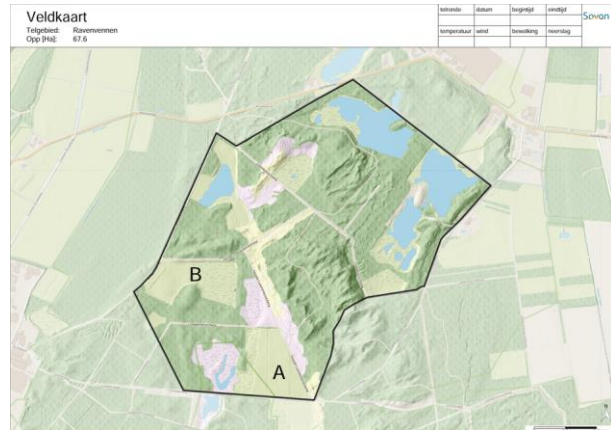 Veldkaart
Telgebied: Ravenvennen
Opp [Ha]: 67.6
telronde datum begintijd eindtijd
temperatuur wind bewolking neerslag
Sovon
B
A